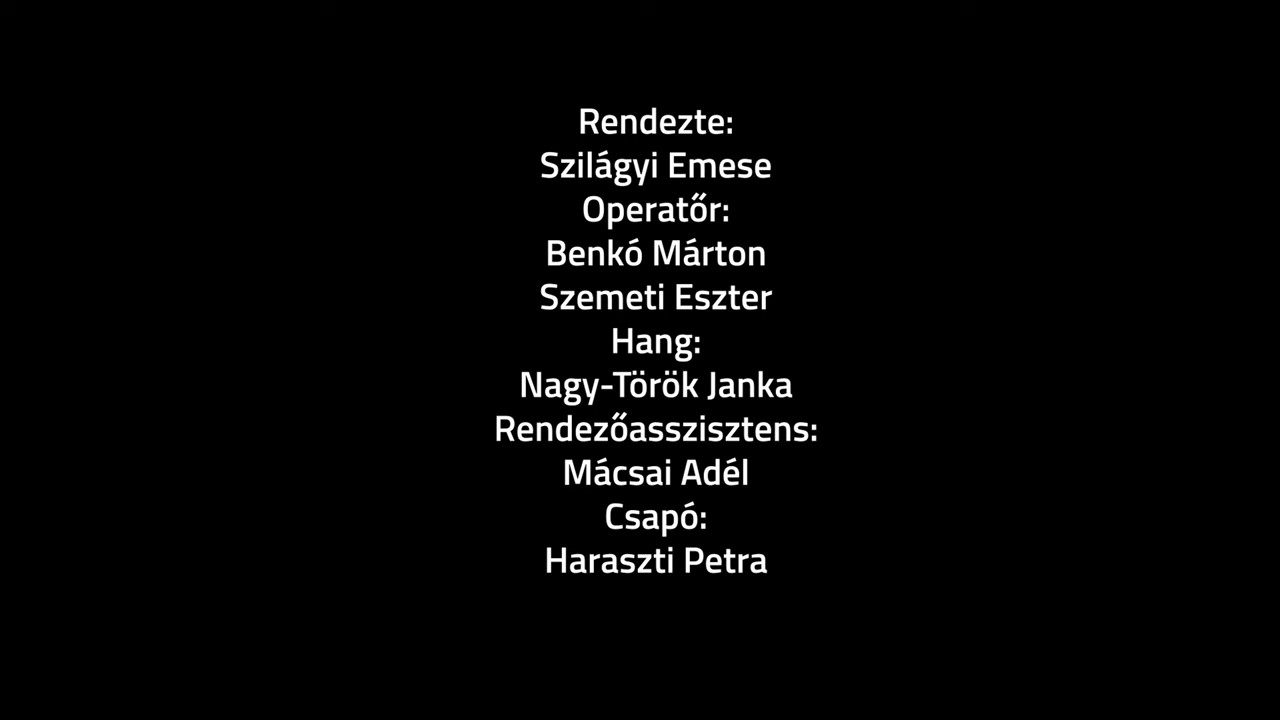 Rendezte:
Szilágyi Emese
Operatőr:
Benkó Márton
Szemeti Eszter
Hang:
Nagy-Török Janka
Rendezőasszisztens:
Mácsai Adél
Csapó:
Haraszti Petra